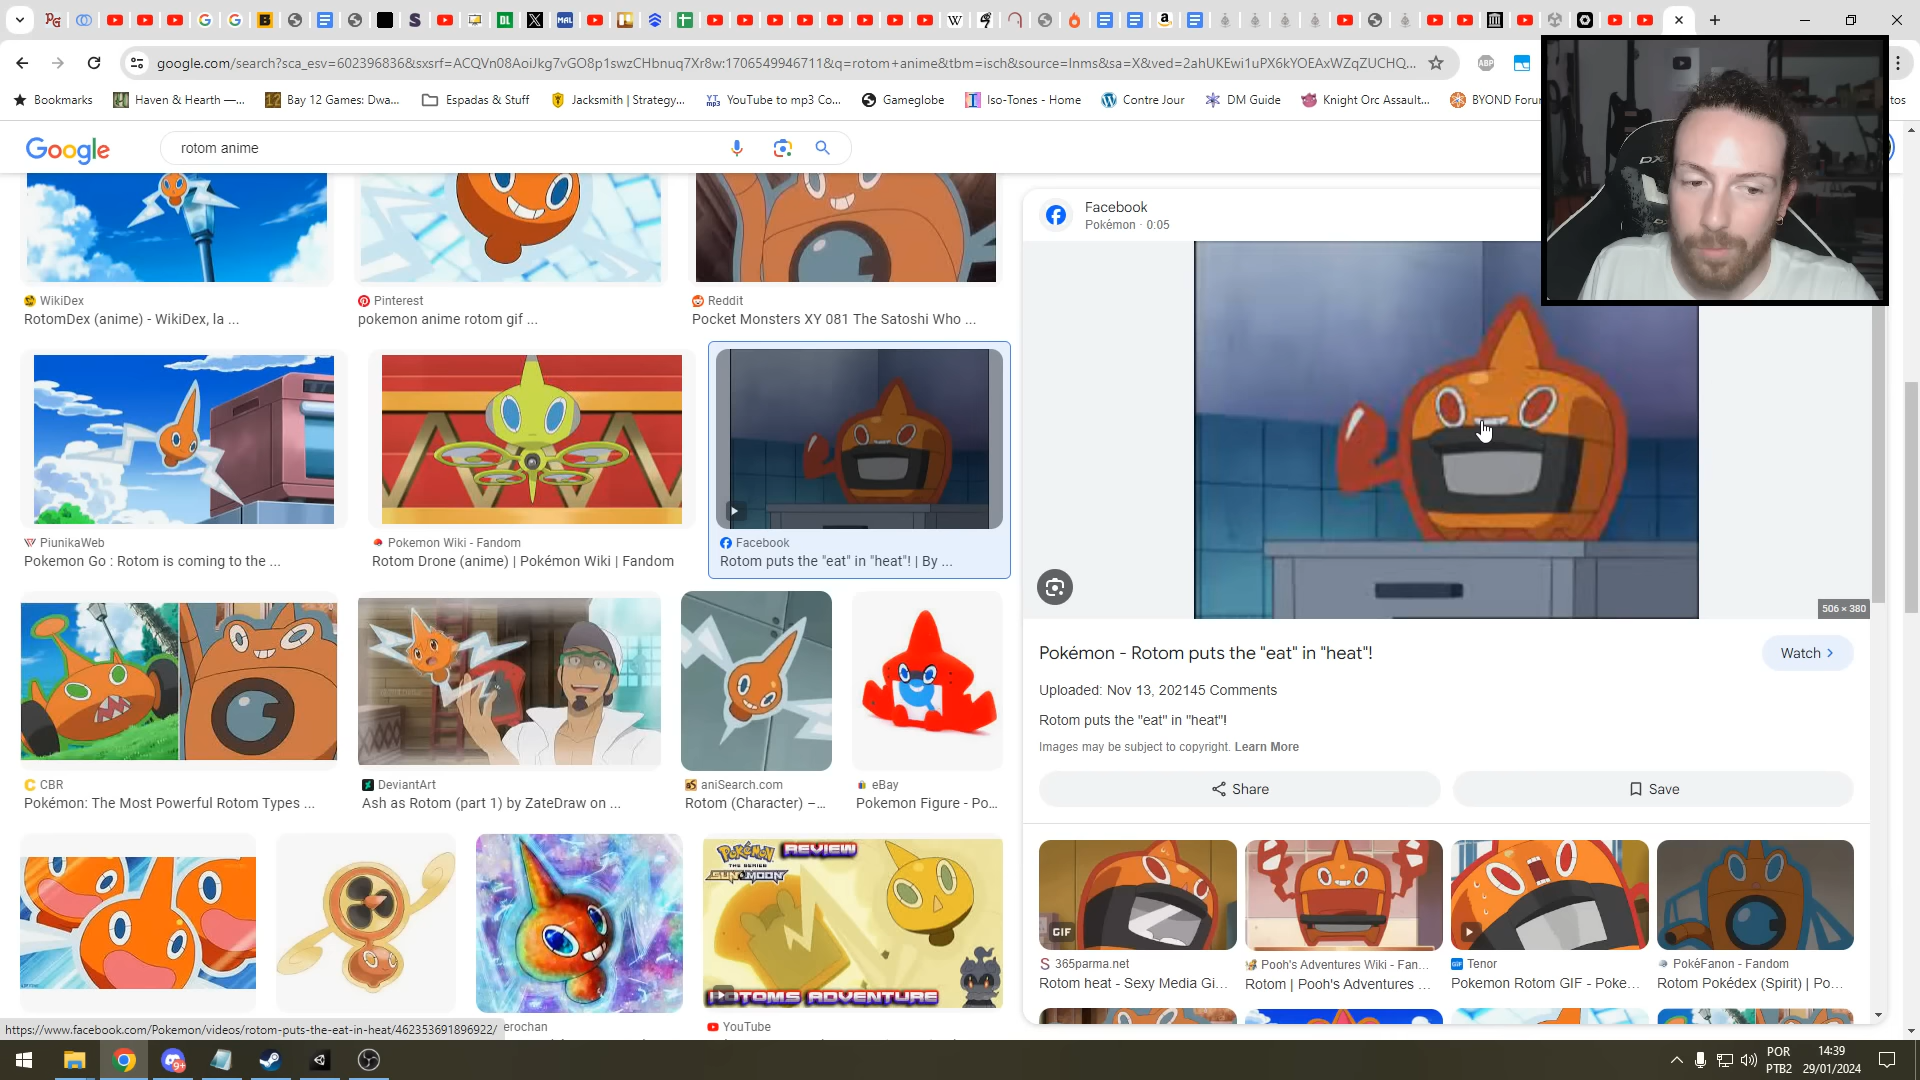 google.com/search?sca_esv=602396836&sxsrf=ACQVn08AoiJkg7vGO8p1swzCHbnuq7Xr8w:1706549946711&q=rotom+anime&tbm=isch&source=lnms&sa=X&ved=2ahUKEwi1uPX6kYOEAxWZqZUCHQ...
Bookmarks Haven & Hearth —... Bay 12 Games: Dwa... Espadas & Stuff Jacksmith | Strategy... YouTube to mp3 Co... Gameglobe Iso-Tones - Home Contre Jour DM Guide Knight Orc Assault... BYOND Foru
Google
rotom anime
WikiDex
RotomDex (anime) - WikiDex, la ...
Pinterest
pokemon anime rotom gif ...
Reddit
Pocket Monsters XY 081 The Satoshi Who ...
PiunikaWeb
Pokemon Go : Rotom is coming to the ...
Pokemon Wiki - Fandom
Rotom Drone (anime) | Pokémon Wiki | Fandom
Facebook
Rotom puts the "eat" in "heat"! | By ...
CBR
Pokémon: The Most Powerful Rotom Types ...
DeviantArt
Ash as Rotom (part 1) by ZateDraw on ...
aniSearch.com
Rotom (Character) –...
eBay
Pokemon Figure - Po...
Pokémon
THE SERIES
SUN & MOON
REVIEW
ROTOMS ADVENTURE
erochan
YouTube
Facebook
Pokémon · 0:05
DX
506 × 380
Pokémon - Rotom puts the "eat" in "heat"!
Watch
Uploaded: Nov 13, 202145 Comments
Rotom puts the "eat" in "heat"!
Images may be subject to copyright. Learn More
Share
Save
GIF
365parma.net
Rotom heat - Sexy Media Gi...
Pooh's Adventures Wiki - Fan...
Rotom | Pooh's Adventures ...
Tenor
Pokemon Rotom GIF - Poke...
PokéFanon - Fandom
Rotom Pokédex (Spirit) | Po...
https://www.facebook.com/Pokemon/videos/rotom-puts-the-eat-in-heat/462353691896922/
POR
PTB2
14:39
29/01/2024